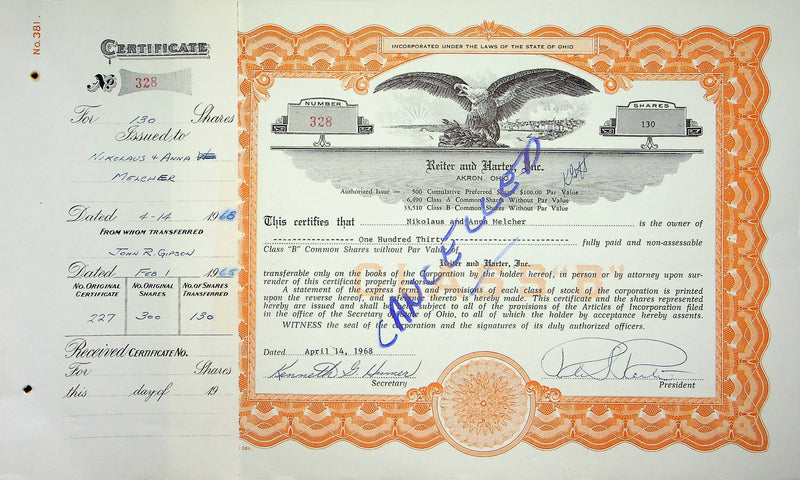 No. 381.
CERTIFICATE
No 328
For 130 Shares
Issued to
NIKOLAUS & ANNA
MELCHER
Dated 4-14 1968
FROM WHOM TRANSFERRED
JOHN R. GIPSON
Dated FEB 1 1965
NO. ORIGINAL CERTIFICATE NO. ORIGINAL SHARES NO. OF SHARES TRANSFERRED
227 300 130
Received CERTIFICATE NO.
For Shares
this day of 19
INCORPORATED UNDER THE LAWS OF THE STATE OF OHIO
NUMBER
328
SHARES
130
Reiter and Harter, Inc.
AKRON, OHIO
Authorized Issue — 500 Cumulative Preferred Shares $100.00 Par Value
6,490 Class A Common Shares Without Par Value
35,510 Class B Common Shares Without Par Value
CANCELLED
This certifies that Nikolaus and Anna Melcher is the owner of
One Hundred Thirty fully paid and non-assessable
Class "B" Common Shares without Par Value
Reiter and Harter, Inc.
CLASS "B"
transferable only on the books of the Corporation by the holder hereof, in person or by attorney upon sur-
render of this certificate properly endorsed.
A statement of the express terms and provisions of each class of stock of the corporation is printed
upon the reverse hereof, and reference thereto is hereby made. This certificate and the shares represented
hereby are issued and shall be held subject to all of the provisions of the Articles of Incorporation filed
in the office of the Secretary of State of Ohio, to all of which the holder by acceptance hereby assents.
WITNESS the seal of the corporation and the signatures of its duly authorized officers.
Dated April 14, 1968
Kenneth G. Humer
Secretary
President
381.